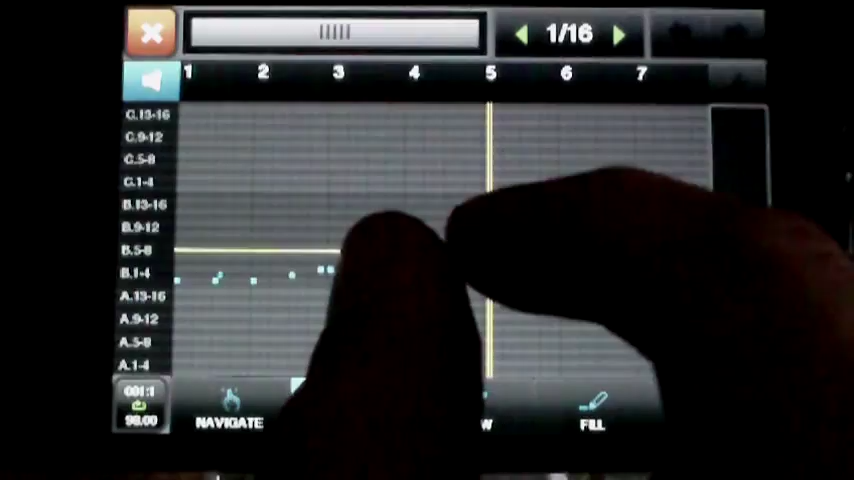 1/16
1 2 3 4 5 6 7
C.13-16
C.9-12
C.5-8
C.1-4
B.13-16
B.9-12
B.5-8
B.1-4
A.13-16
A.9-12
A.5-8
A.1-4
001:1
98.00
NAVIGATE
W
FILL